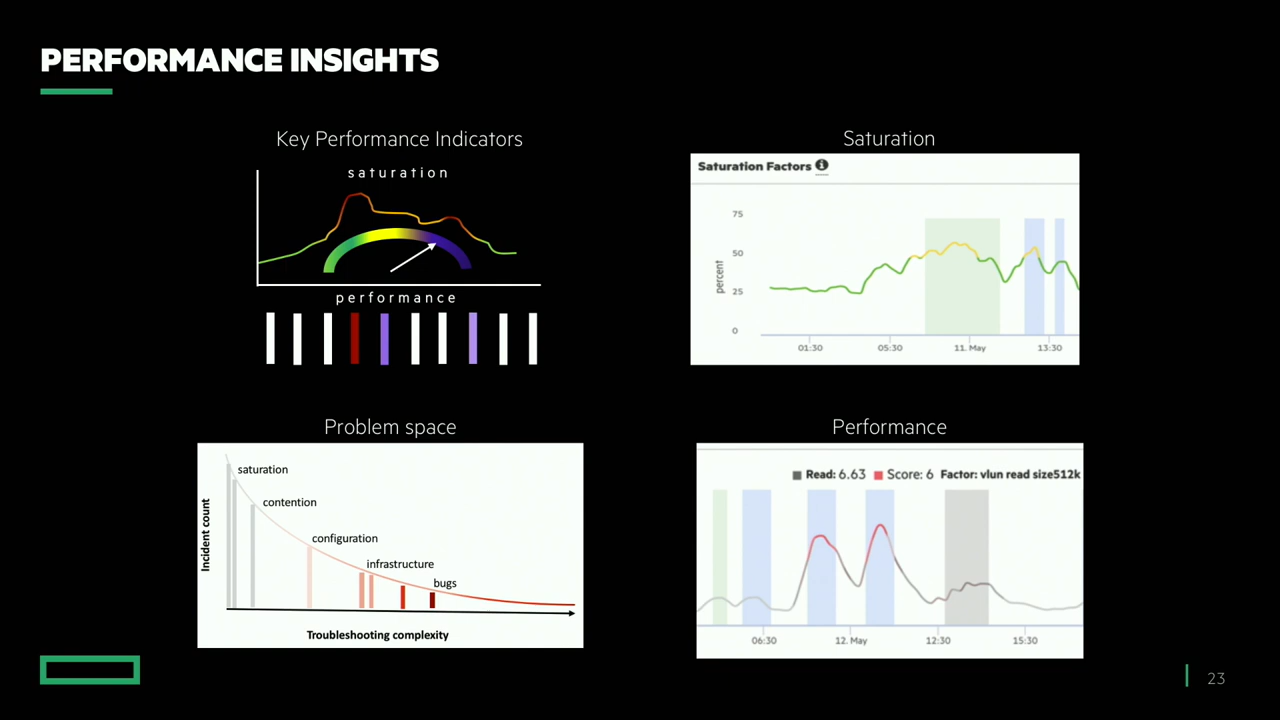 PERFORMANCE INSIGHTS
Key Performance Indicators
saturation
performance
Saturation
Saturation Factors i
75
50
25
0
percent
01:30 05:30 11. May 13:30
Problem space
saturation
contention
configuration
infrastructure
bugs
Incident count
Troubleshooting complexity
Performance
Read: 6.63 Score: 6 Factor: vlun read size512k
06:30 12. May 12:30 15:30
23